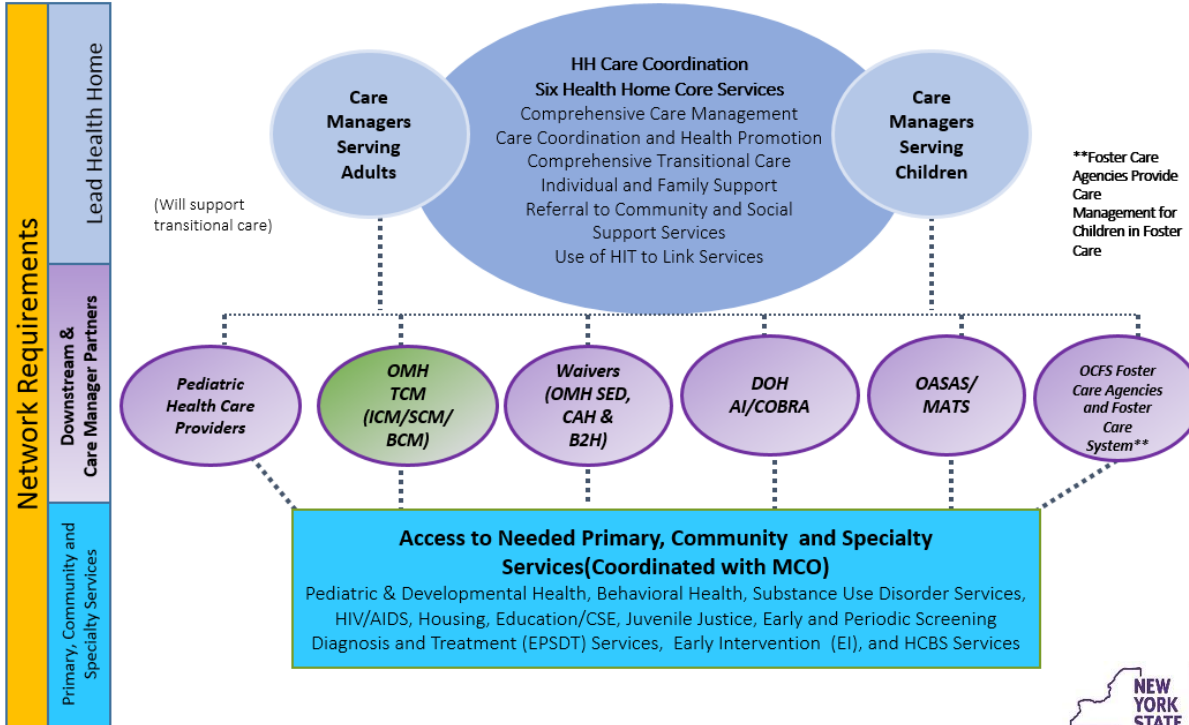 Network Requirements
Lead Health Home
Downstream &
Care Manager Partners
Primary, Community and
Specialty Services
HH Care Coordination
Six Health Home Core Services
Comprehensive Care Management
Care Coordination and Health Promotion
Comprehensive Transitional Care
Individual and Family Support
Referral to Community and Social
Support Services
Use of HIT to Link Services
Care
Managers
Serving
Adults
Care
Managers
Serving
Children
(Will support
transitional care)
**Foster Care
Agencies Provide
Care
Management for
Children in Foster
Care
Pediatric
Health Care
Providers
OMH
TCM
(ICM/SCM/
BCM)
Waivers
(OMH SED,
CAH &
B2H)
DOH
AI/COBRA
OASAS/
MATS
OCFS Foster
Care Agencies
and Foster
Care
System**
Access to Needed Primary, Community and Specialty
Services(Coordinated with MCO)
Pediatric & Developmental Health, Behavioral Health, Substance Use Disorder Services,
HIV/AIDS, Housing, Education/CSE, Juvenile Justice, Early and Periodic Screening
Diagnosis and Treatment (EPSDT) Services, Early Intervention (EI), and HCBS Services
NEW
YORK
STATE